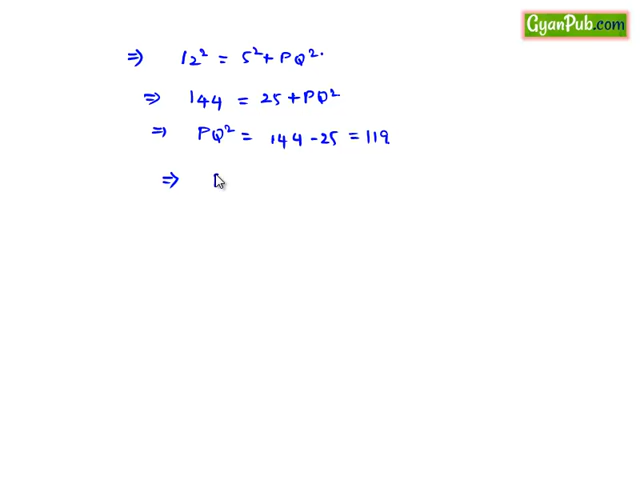 GyanPub.com
⇒ 12² = 5² + PQ².
⇒ 144 = 25 + PQ²
⇒ PQ² = 144 - 25 = 119
⇒